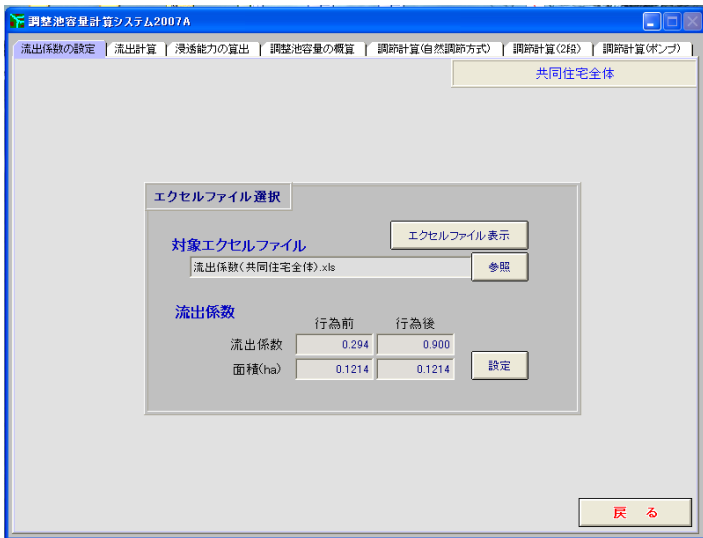 調整池容量計算システム2007A
流出係数の設定 流出計算 浸透能力の算出 調整池容量の概算 調節計算(自然調節方式) 調節計算(2段) 調節計算(ポンプ)
共同住宅全体
エクセルファイル選択
エクセルファイル表示
対象エクセルファイル
流出係数(共同住宅全体).xls 参照
流出係数
行為前 行為後
流出係数 0.294 0.900
面積(ha) 0.1214 0.1214 設定
戻 る